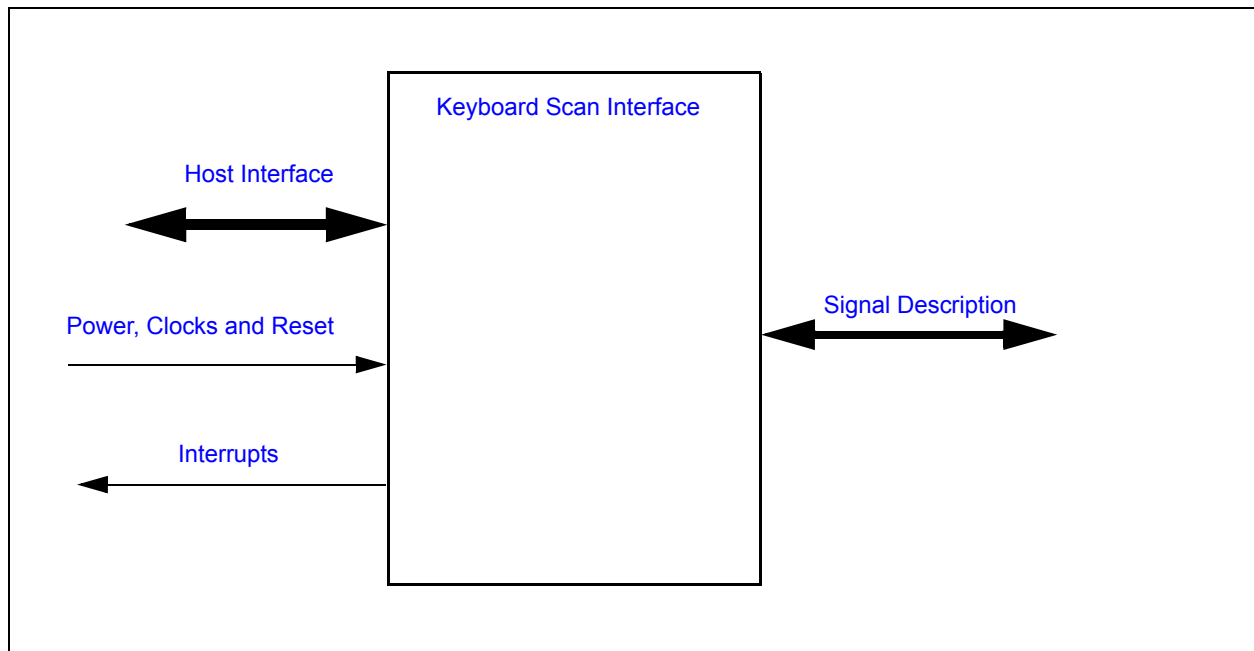 Keyboard Scan Interface
Host Interface
Signal Description
Power, Clocks and Reset
Interrupts